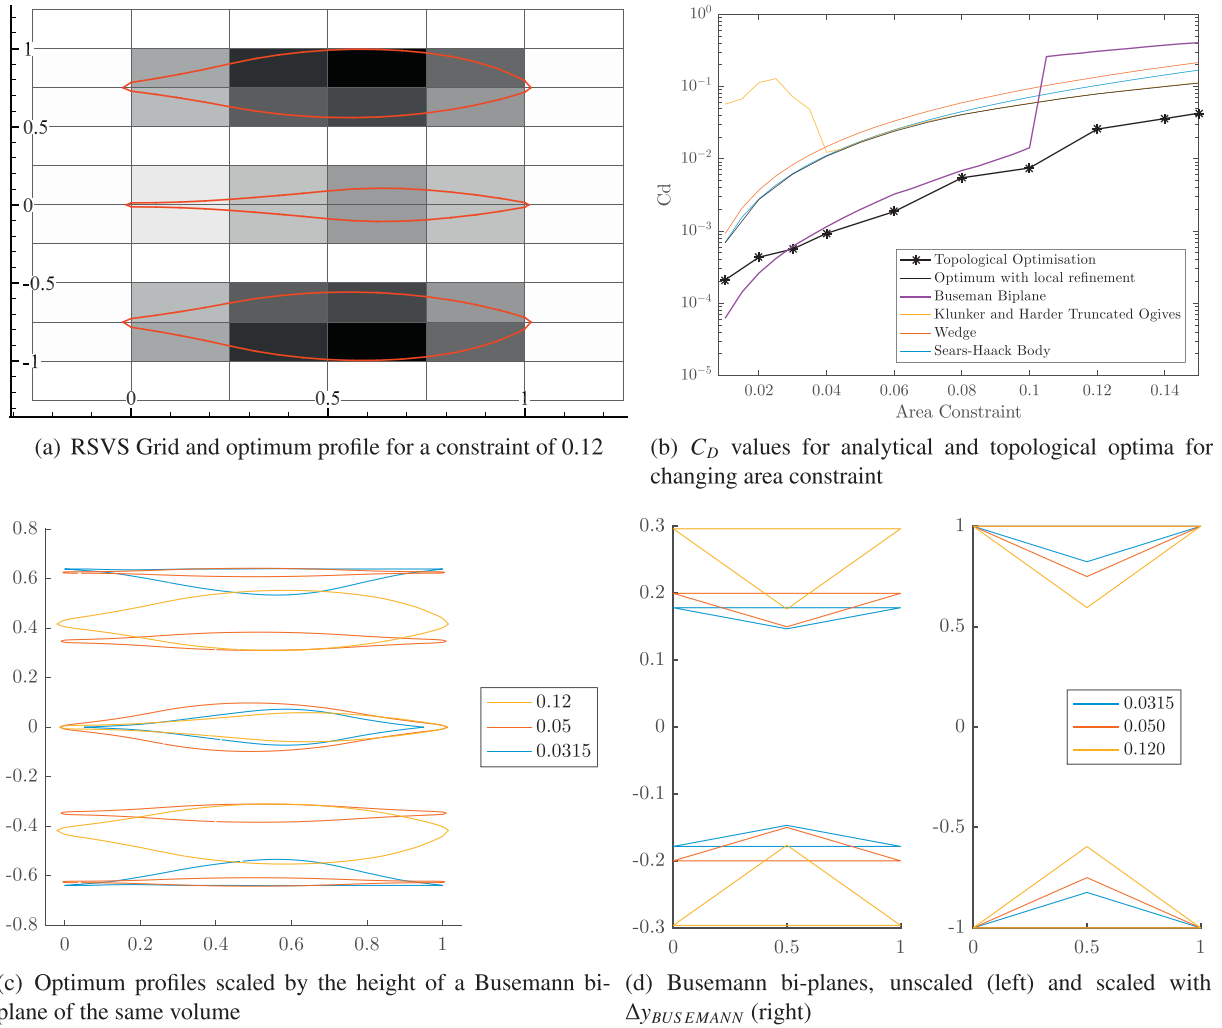 1
0.5
0
-0.5
-1
0
0.5
1
(a) RSVS Grid and optimum profile for a constraint of 0.12
10^0
10^-1
10^-2
10^-3
10^-4
10^-5
Cd
Topological Optimisation
Optimum with local refinement
Buseman Biplane
Klunker and Harder Truncated Ogives
Wedge
Sears-Haack Body
0.02 0.04 0.06 0.08 0.1 0.12 0.14
Area Constraint
(b) C_D values for analytical and topological optima for
changing area constraint
0.8
0.6
0.4
0.2
0
-0.2
-0.4
-0.6
-0.8
0 0.2 0.4 0.6 0.8 1
0.12
0.05
0.0315
(c) Optimum profiles scaled by the height of a Busemann bi-
plane of the same volume
0.3
0.2
0.1
0
-0.1
-0.2
-0.3
0 0.5 1
1
0.5
0
-0.5
-1
0 0.5 1
0.0315
0.050
0.120
(d) Busemann bi-planes, unscaled (left) and scaled with
Δy_BUSEMANN (right)